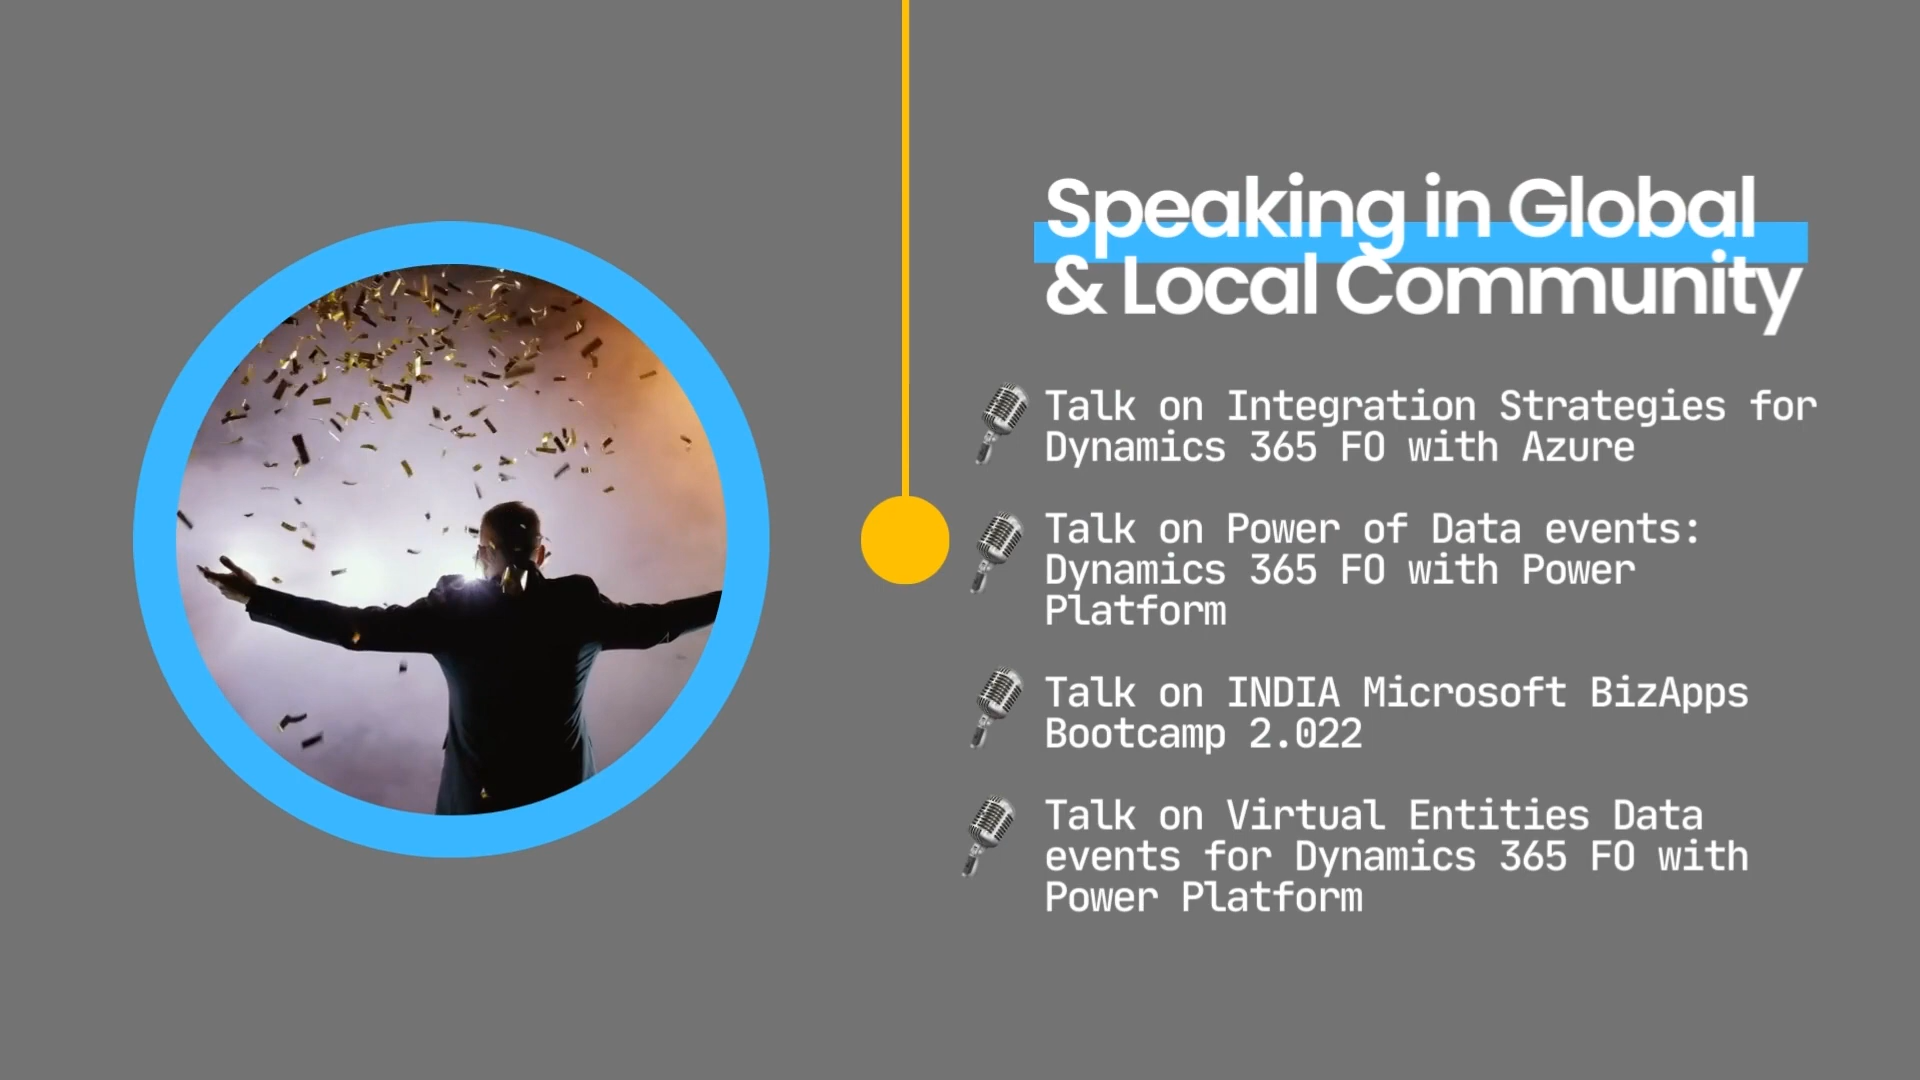 Speaking in Global
& Local Community
Talk on Integration Strategies for
Dynamics 365 FO with Azure
Talk on Power of Data events:
Dynamics 365 FO with Power
Platform
Talk on INDIA Microsoft BizApps
Bootcamp 2.022
Talk on Virtual Entities Data
events for Dynamics 365 FO with
Power Platform